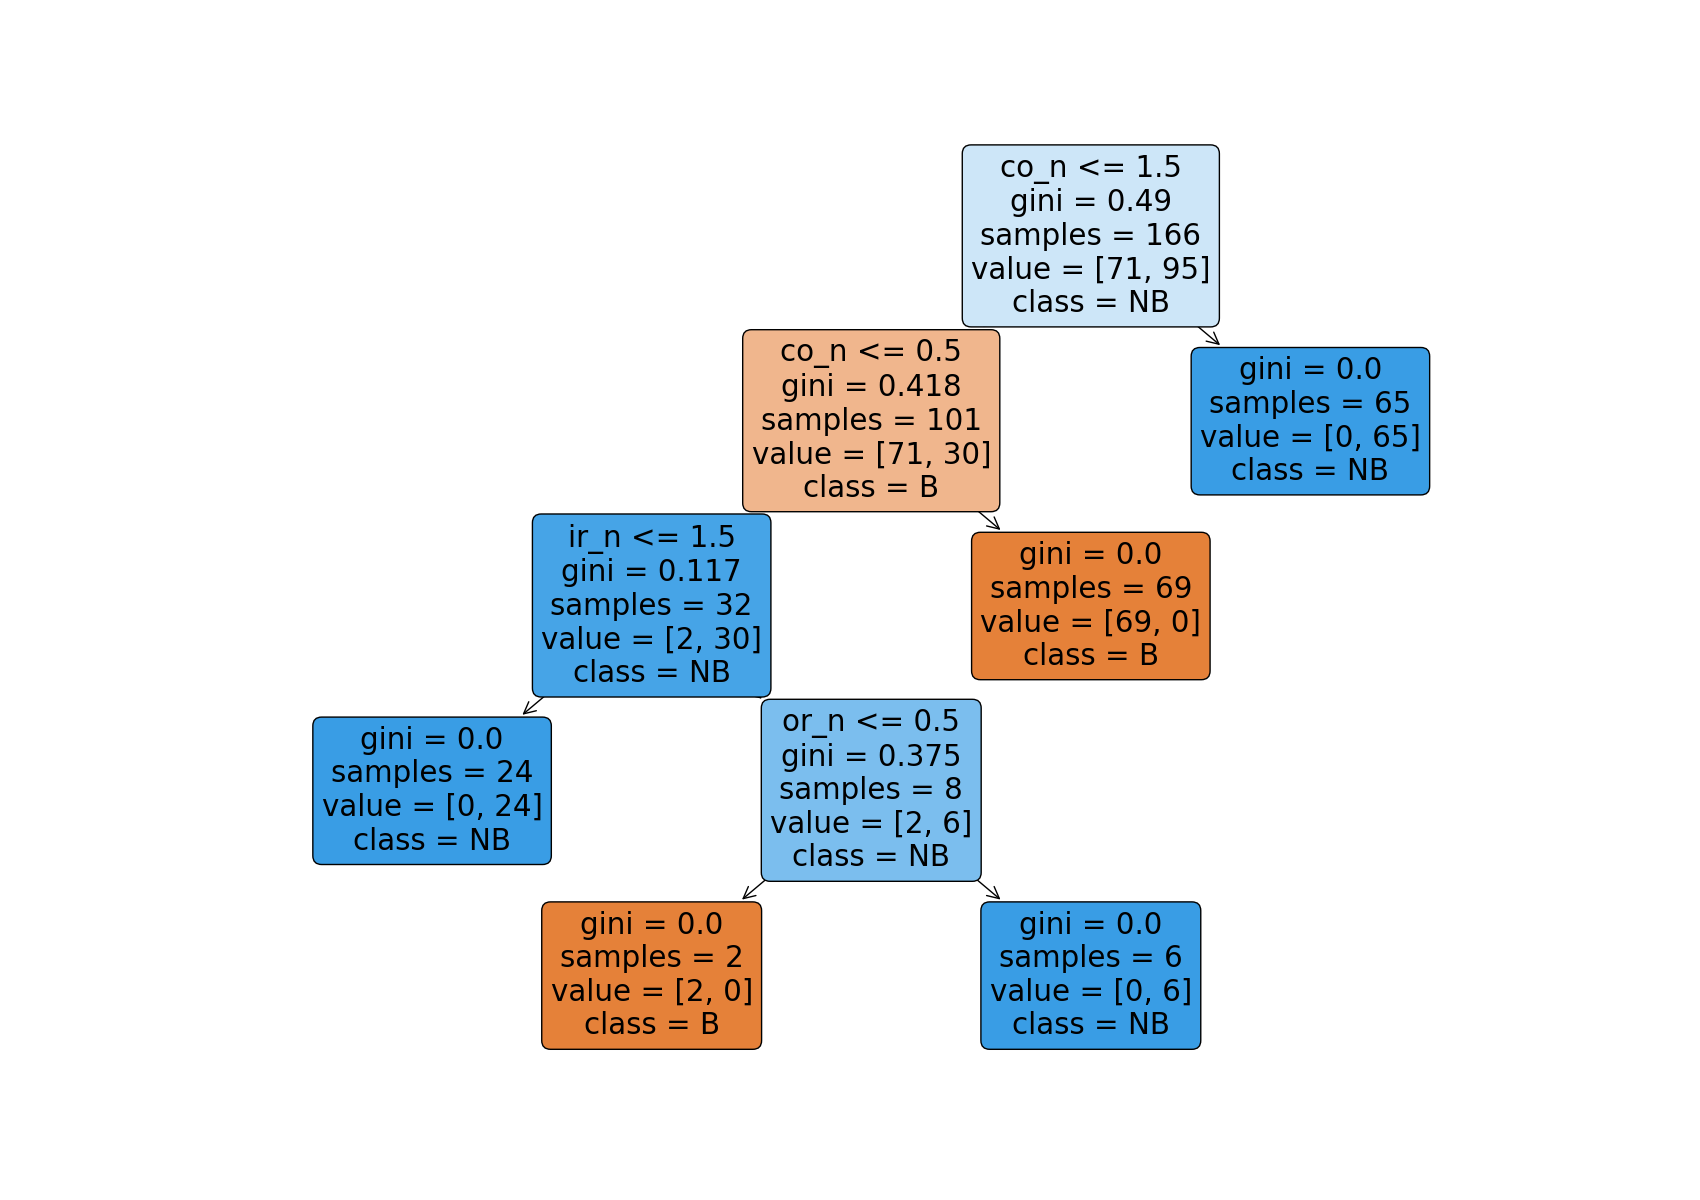 co_n <= 1.5
gini = 0.49
samples = 166
value = [71, 95]
class = NB
co_n <= 0.5
gini = 0.418
samples = 101
value = [71, 30]
class = B
gini = 0.0
samples = 65
value = [0, 65]
class = NB
ir_n <= 1.5
gini = 0.117
samples = 32
value = [2, 30]
class = NB
gini = 0.0
samples = 69
value = [69, 0]
class = B
gini = 0.0
samples = 24
value = [0, 24]
class = NB
or_n <= 0.5
gini = 0.375
samples = 8
value = [2, 6]
class = NB
gini = 0.0
samples = 2
value = [2, 0]
class = B
gini = 0.0
samples = 6
value = [0, 6]
class = NB